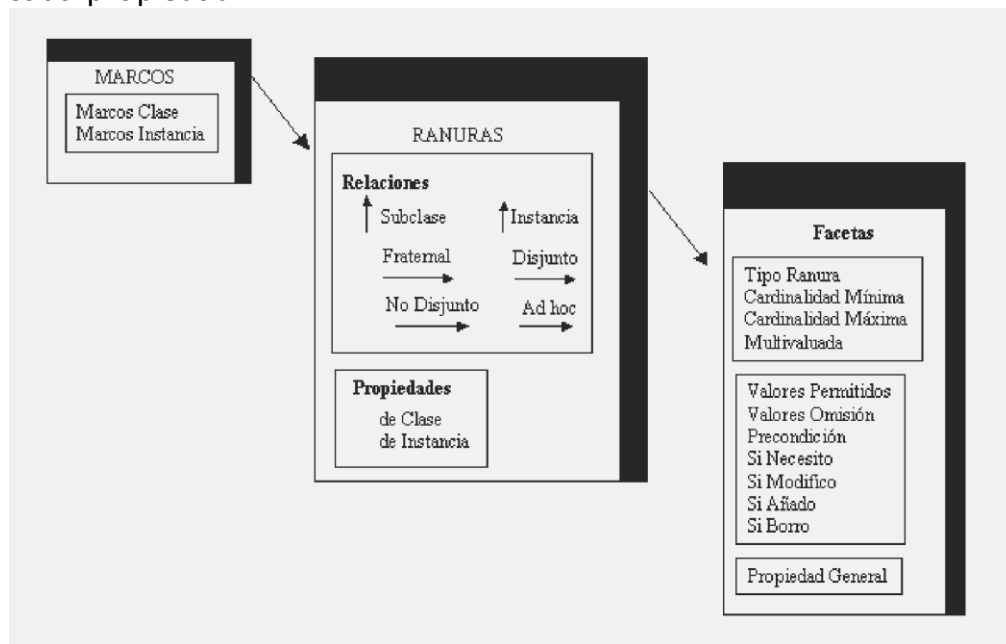 MARCOS
Marcos Clase
Marcos Instancia
RANURAS
Relaciones
Subclase
Instancia
Fraternal
Disjunto
No Disjunto
Ad hoc
Propiedades
de Clase
de Instancia
Facetas
Tipo Ranura
Cardinalidad Mínima
Cardinalidad Máxima
Multivaluada
Valores Permitidos
Valores Omisión
Precondición
Si Necesito
Si Modifico
Si Añado
Si Borro
Propiedad General